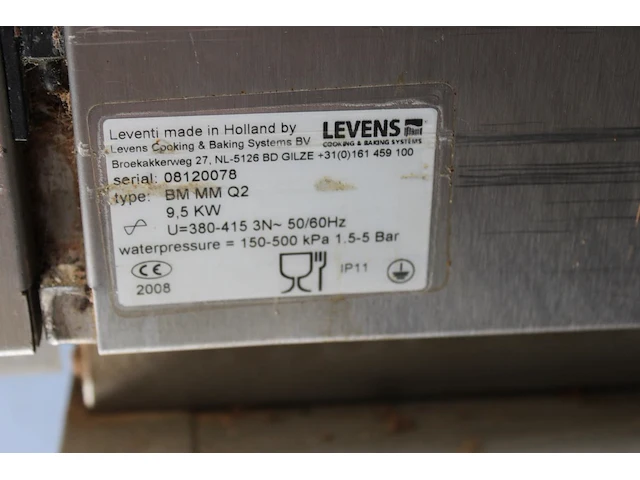 Leventi made in Holland by
LEVENS
COOKING & BAKING SYSTEMS
Levens Cooking & Baking Systems BV
Broekakkerweg 27, NL-5126 BD GILZE +31(0)161 459 100
serial: 08120078
type: BM MM Q2
9,5 KW
U=380-415 3N~ 50/60Hz
waterpressure = 150-500 kPa 1.5-5 Bar
CE
IP11
2008